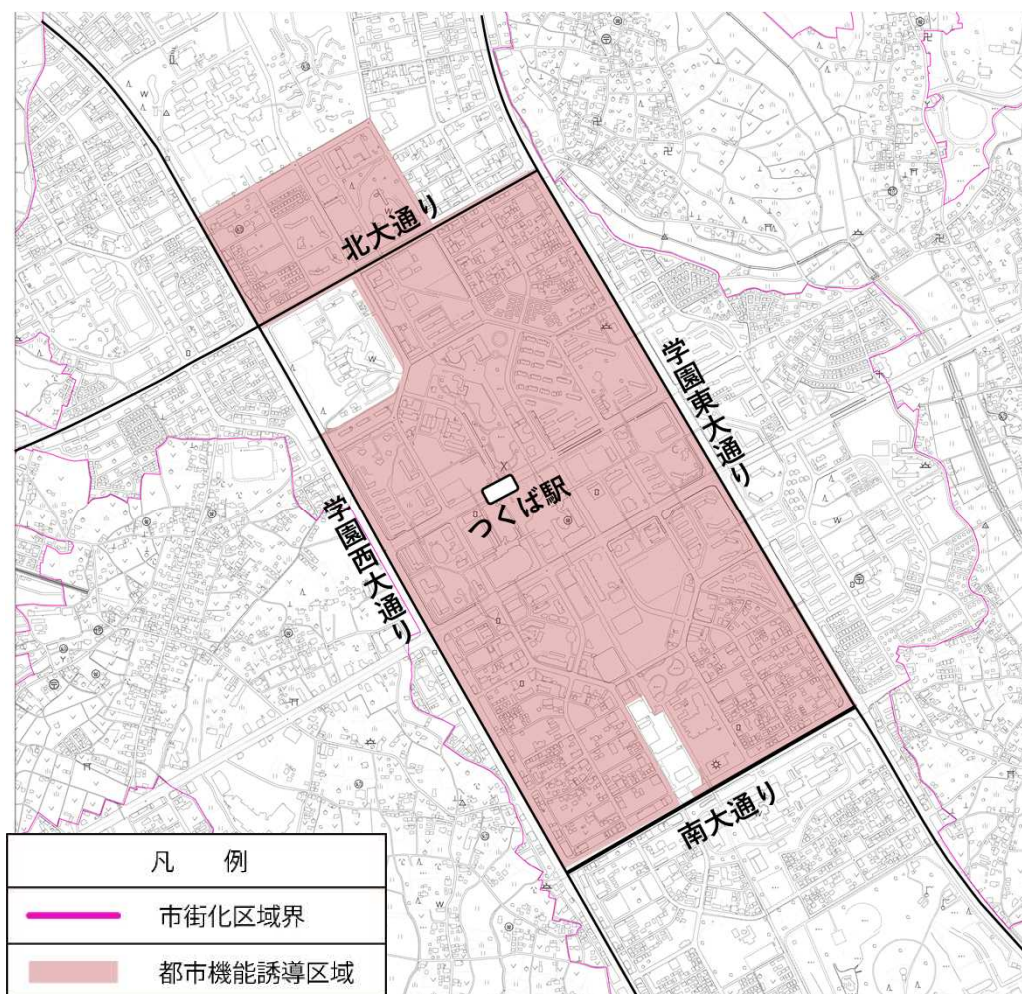 北大通り
学園東大通り
つくば駅
学園西大通り
南大通り
凡 例
市街化区域界
都市機能誘導区域